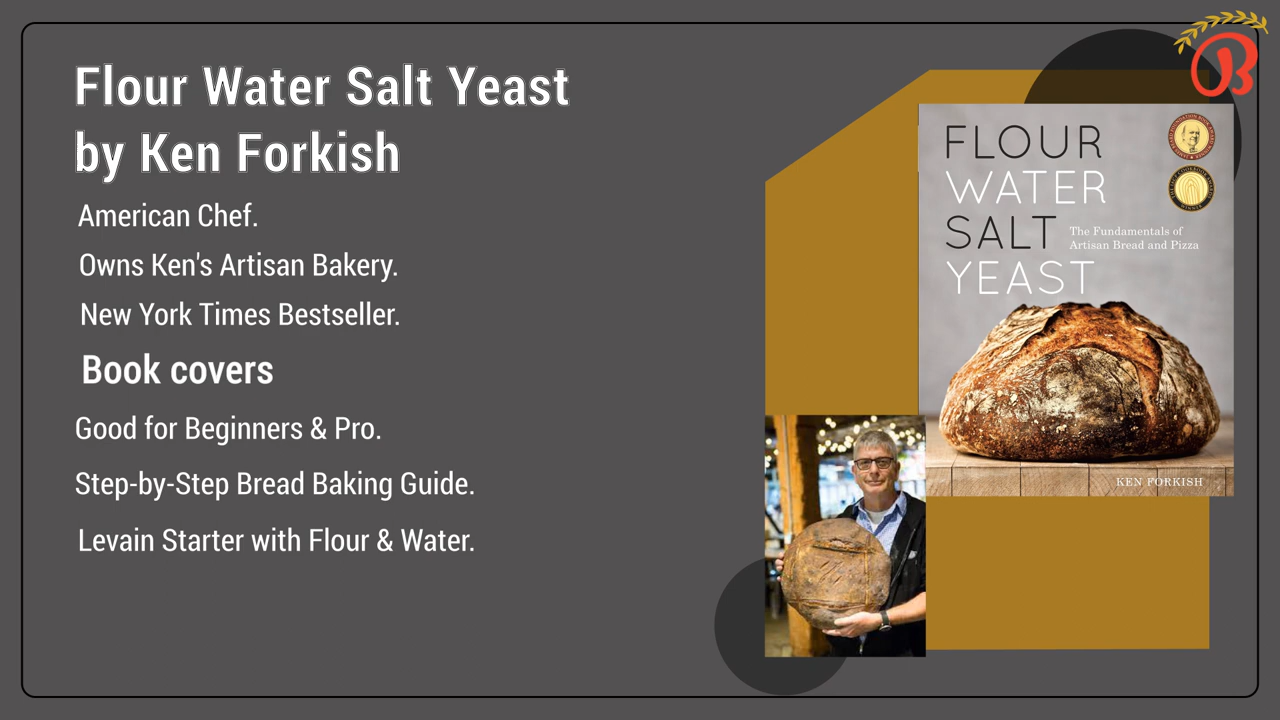 Flour Water Salt Yeast
by Ken Forkish
American Chef.
Owns Ken's Artisan Bakery.
New York Times Bestseller.
Book covers
Good for Beginners & Pro.
Step-by-Step Bread Baking Guide.
Levain Starter with Flour & Water.
B
FLOUR
WATER
SALT
The Fundamentals of
Artisan Bread and Pizza
YEAST
KEN FORKISH